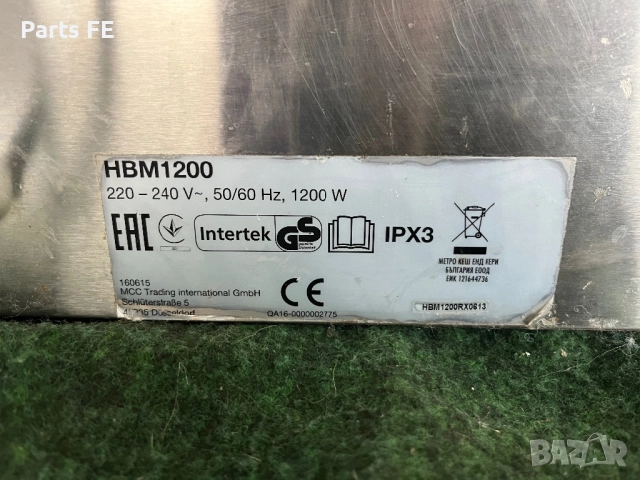 Parts FE
HBM1200
220 – 240 V~, 50/60 Hz, 1200 W
EAC Intertek GS IPX3
МЕТРО КЕШ ЕНД КЕРИ
БЪЛГАРИЯ ЕООД
ЕИК 121644736
160615
MCC Trading international GmbH
Schlüterstraße 5
Düsseldorf
CE
QA16-0000002775
HBM1200RX0613
BAZAR